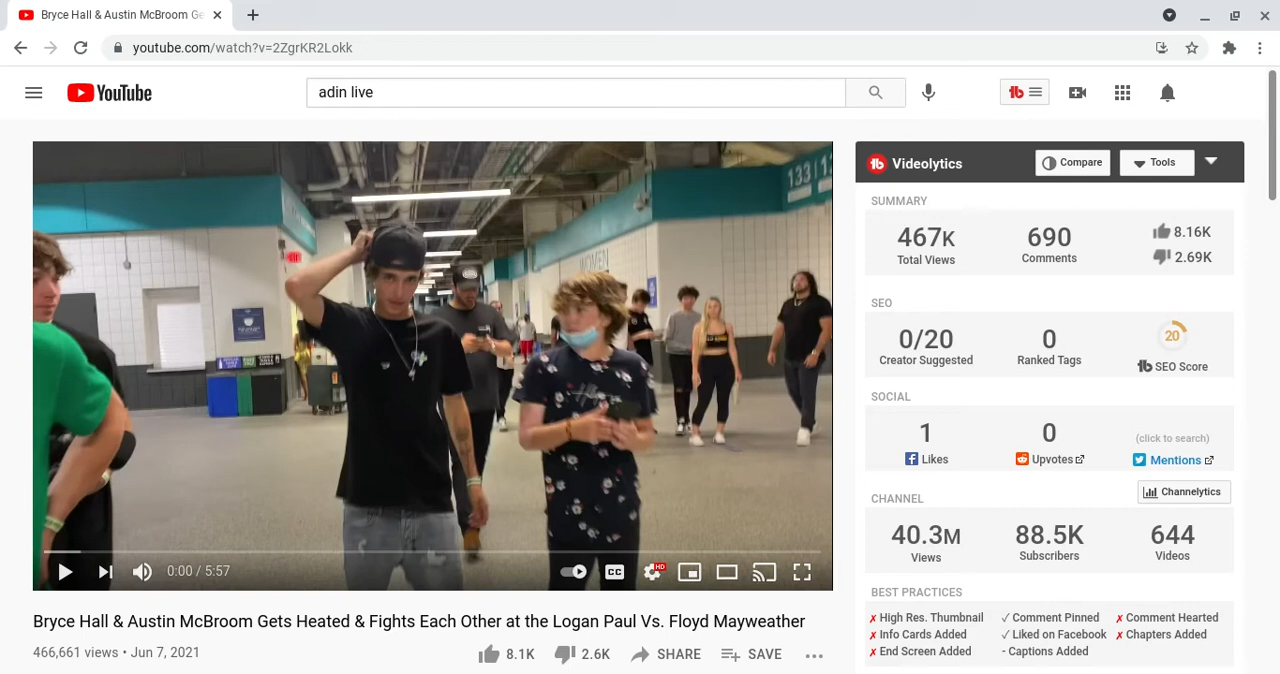 Bryce Hall & Austin McBroom Ge
youtube.com/watch?v=2ZgrKR2Lokk
YouTube
adin live
133
WOMEN
0:00 / 5:57
CC
HD
Bryce Hall & Austin McBroom Gets Heated & Fights Each Other at the Logan Paul Vs. Floyd Mayweather
466,661 views • Jun 7, 2021
8.1K
2.6K
SHARE
SAVE
tb
Videolytics
Compare
Tools
SUMMARY
467K
Total Views
690
Comments
8.16K
2.69K
SEO
0/20
Creator Suggested
0
Ranked Tags
20
SEO Score
SOCIAL
1
Likes
0
Upvotes
(click to search)
Mentions
CHANNEL
Channelytics
40.3M
Views
88.5K
Subscribers
644
Videos
BEST PRACTICES
✗ High Res. Thumbnail
✓ Comment Pinned
✗ Comment Hearted
✗ Info Cards Added
✓ Liked on Facebook
✗ Chapters Added
✗ End Screen Added
- Captions Added